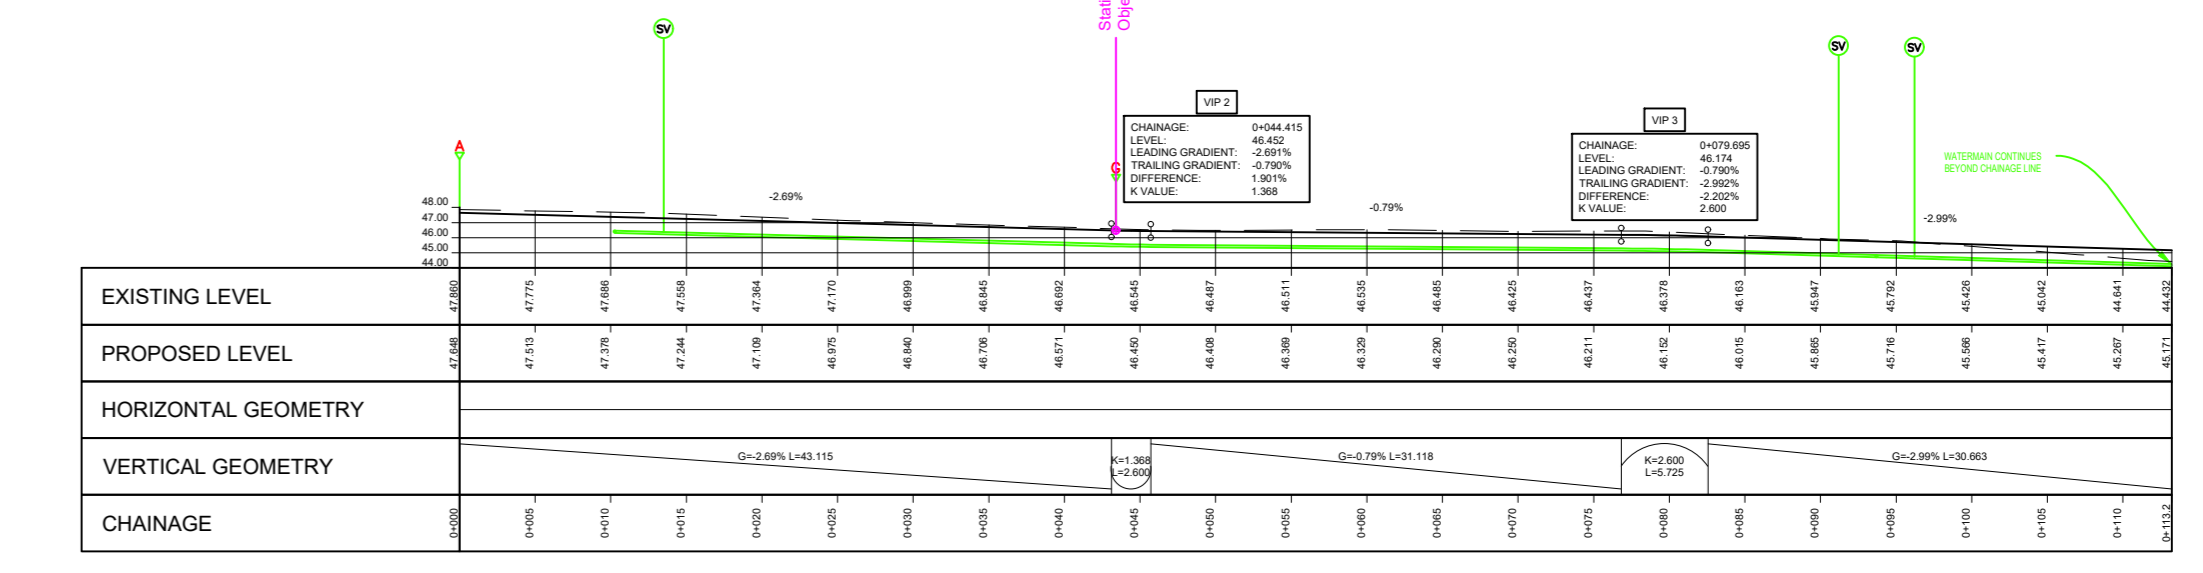 Stati
Obje
SV
SV
SV
A
G
VIP 2
CHAINAGE: 0+044.415
LEVEL: 46.452
LEADING GRADIENT: -2.691%
TRAILING GRADIENT: -0.790%
DIFFERENCE: 1.901%
K VALUE: 1.368
VIP 3
CHAINAGE: 0+079.695
LEVEL: 46.174
LEADING GRADIENT: -0.790%
TRAILING GRADIENT: -2.992%
DIFFERENCE: -2.202%
K VALUE: 2.600
WATERMAIN CONTINUES
BEYOND CHAINAGE LINE
-2.69%
-0.79%
-2.99%
48.00
47.00
46.00
45.00
44.00
EXISTING LEVEL 47.860 47.775 47.686 47.558 47.364 47.170 46.999 46.845 46.692 46.545 46.487 46.511 46.535 46.485 46.425 46.437 46.378 46.163 45.947 45.792 45.426 45.042 44.641 44.432
PROPOSED LEVEL 47.648 47.513 47.378 47.244 47.109 46.975 46.840 46.706 46.571 46.450 46.408 46.369 46.329 46.290 46.250 46.211 46.152 46.015 45.865 45.716 45.566 45.417 45.267 45.171
HORIZONTAL GEOMETRY
VERTICAL GEOMETRY
G=-2.69% L=43.115
K=1.368
L=2.600
G=-0.79% L=31.118
K=2.600
L=5.725
G=-2.99% L=30.663
CHAINAGE 0+000 0+005 0+010 0+015 0+020 0+025 0+030 0+035 0+040 0+045 0+050 0+055 0+060 0+065 0+070 0+075 0+080 0+085 0+090 0+095 0+100 0+105 0+110 0+113.2